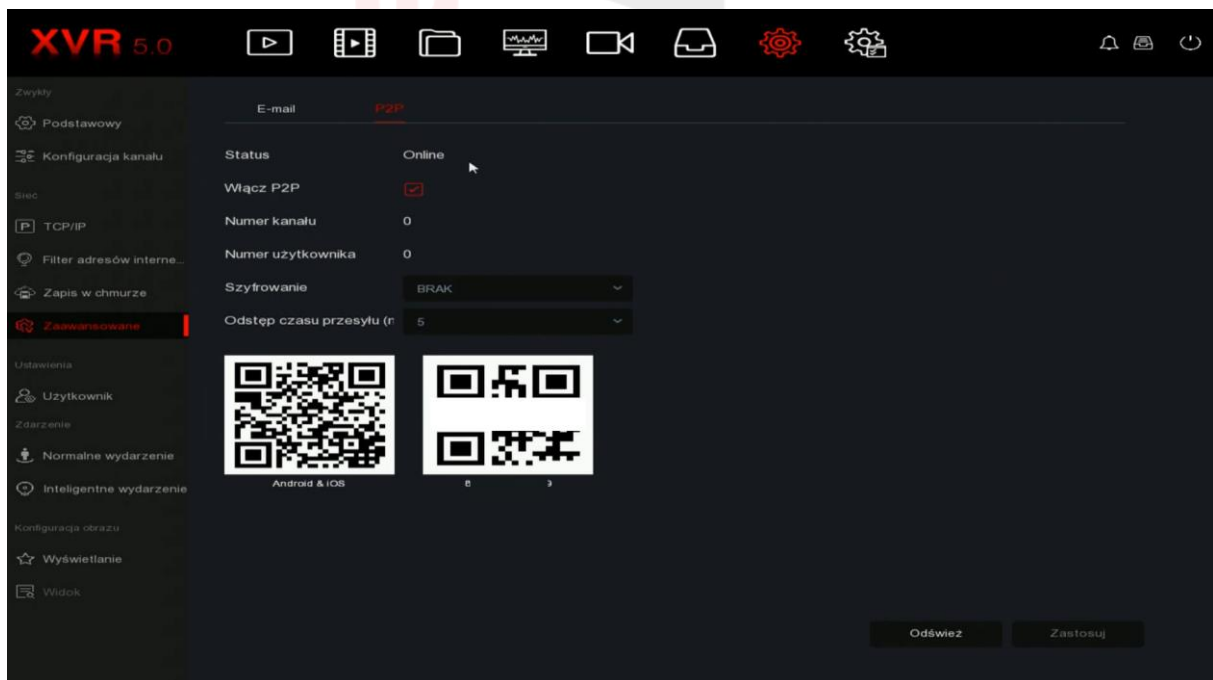 XVR 5.0
Zwykły
Podstawowy
Konfiguracja kanału
Sieć
TCP/IP
Filter adresów interne...
Zapis w chmurze
Zaawansowane
Ustawienia
Użytkownik
Zdarzenie
Normalne wydarzenie
Inteligentne wydarzenie
Konfiguracja obrazu
Wyświetlanie
Widok
E-mail P2P
Status Online
Włącz P2P
Numer kanału 0
Numer użytkownika 0
Szyfrowanie BRAK
Odstęp czasu przesyłu (r 5
Android & iOS
Odśwież Zastosuj